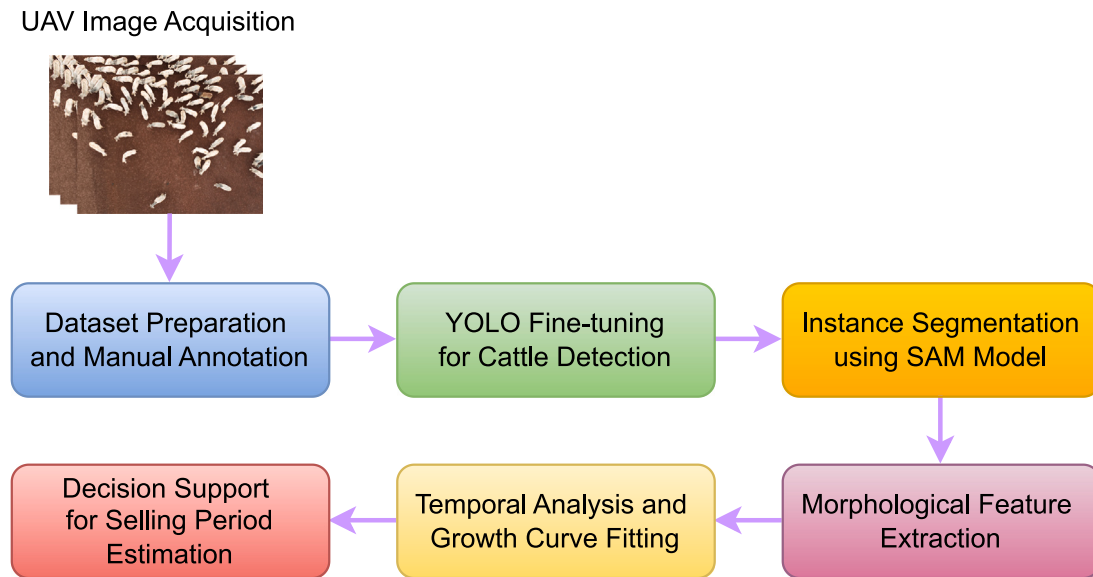 UAV Image Acquisition
Dataset Preparation
and Manual Annotation
YOLO Fine-tuning
for Cattle Detection
Instance Segmentation
using SAM Model
Decision Support
for Selling Period
Estimation
Temporal Analysis and
Growth Curve Fitting
Morphological Feature
Extraction